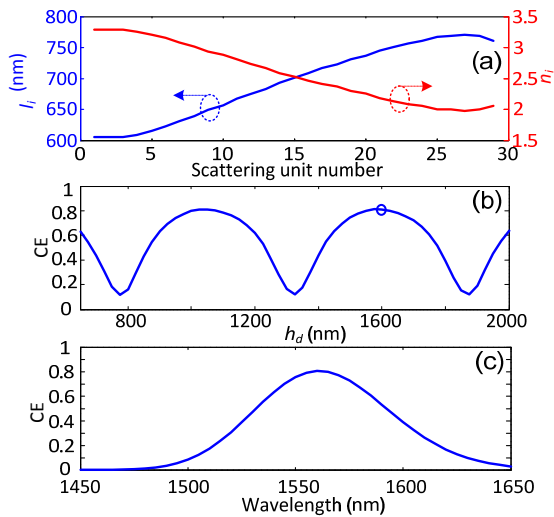 800 3.5
750 3
700 2.5
650 2
600 1.5
l_i (nm)
n_i
(a)
0 5 10 15 20 25 30
Scattering unit number
1
0.8
0.6
0.4
0.2
0
CE
(b)
800 1200 1600 2000
h_d (nm)
1
0.8
0.6
0.4
0.2
0
CE
(c)
1450 1500 1550 1600 1650
Wavelength (nm)